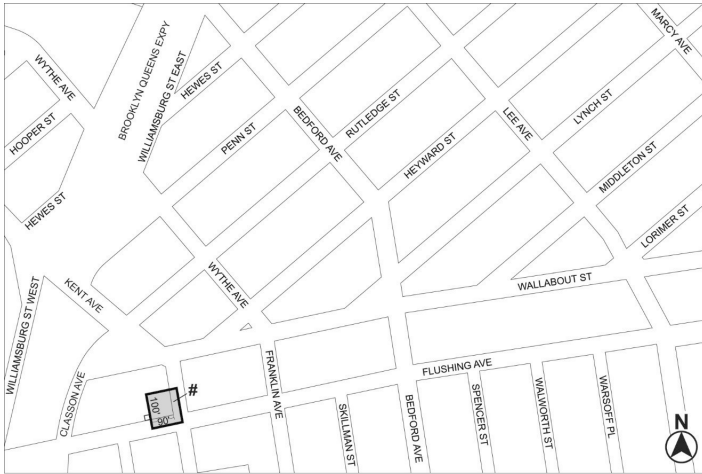 MARCY AVE
WYTHE AVE
BROOKLYN QUEENS EXPY
WILLIAMSBURG ST EAST
HEWES ST
HOOPER ST
PENN ST
BEDFORD AVE
RUTLEDGE ST
LEE AVE
LYNCH ST
HEYWARD ST
MIDDLETON ST
HEWES ST
LORIMER ST
WILLIAMSBURG ST WEST
KENT AVE
WYTHE AVE
WALLABOUT ST
CLASSON AVE
FRANKLIN AVE
FLUSHING AVE
#
100'
90'
SKILLMAN ST
BEDFORD AVE
SPENCER ST
WALWORTH ST
WARSOFF PL
N